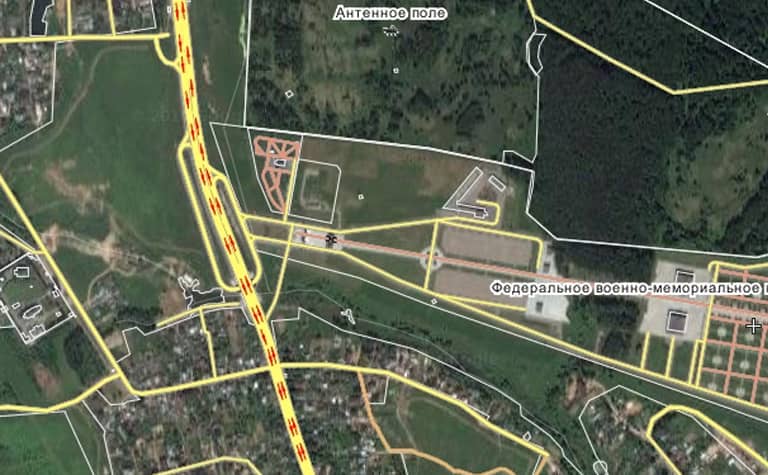 Антенное поле
Федеральное военно-мемориальное